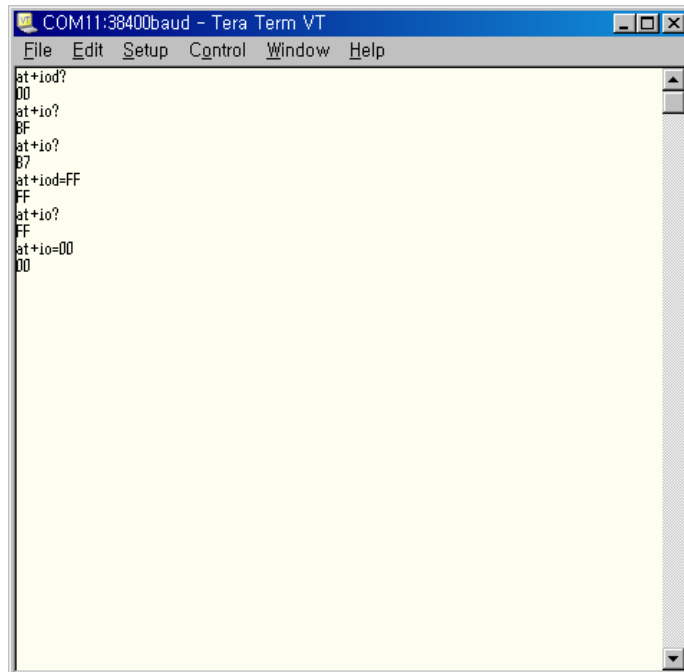 COM11:38400baud - Tera Term VT
File Edit Setup Control Window Help
at+iod?
00
at+io?
BF
at+io?
B7
at+iod=FF
FF
at+io?
FF
at+io=00
00